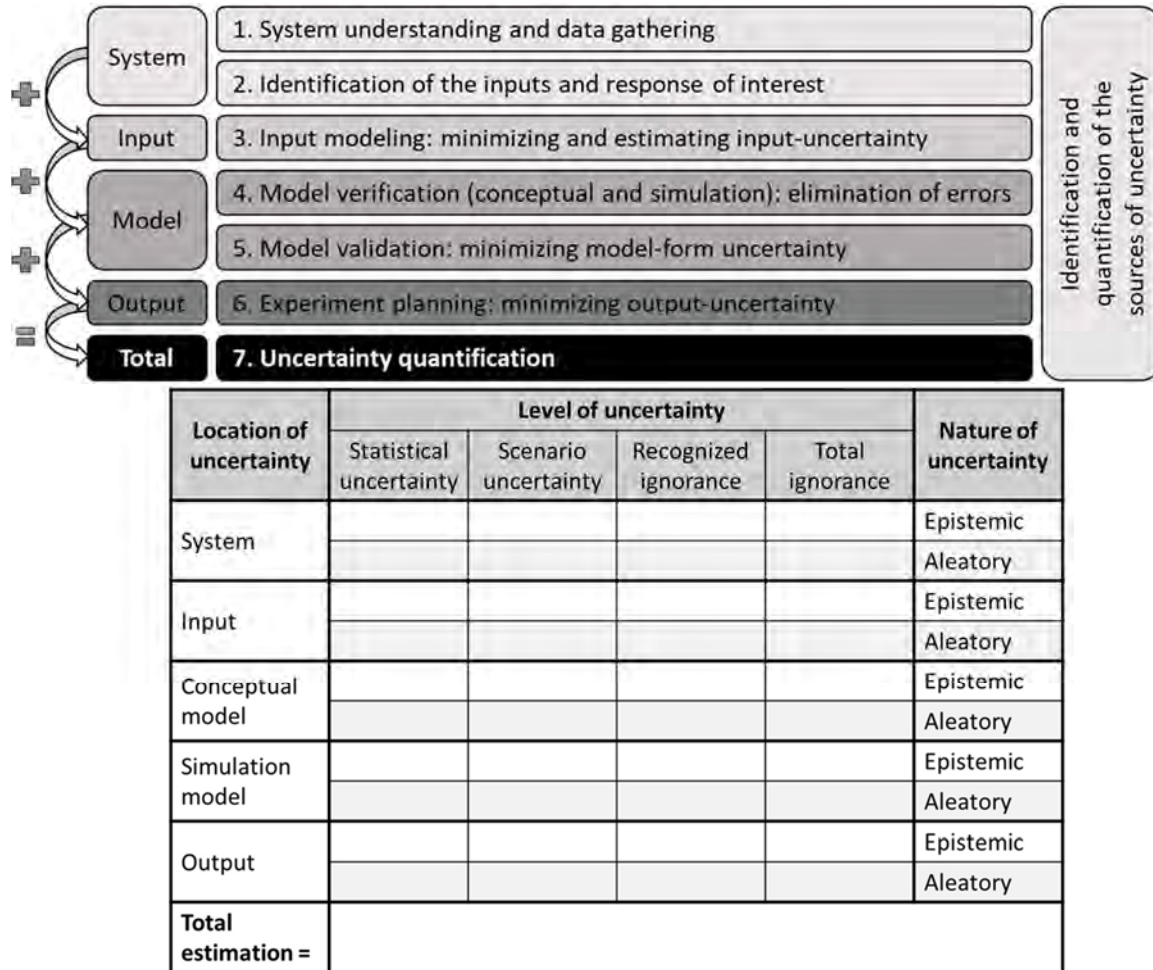 System
1. System understanding and data gathering
2. Identification of the inputs and response of interest
Input
3. Input modeling: minimizing and estimating input-uncertainty
Model
4. Model verification (conceptual and simulation): elimination of errors
5. Model validation: minimizing model-form uncertainty
Output
6. Experiment planning: minimizing output-uncertainty
Total
7. Uncertainty quantification
Identification and
quantification of the
sources of uncertainty
Location of
uncertainty
Level of uncertainty
Nature of
uncertainty
Statistical
uncertainty
Scenario
uncertainty
Recognized
ignorance
Total
ignorance
System
Epistemic
Aleatory
Input
Epistemic
Aleatory
Conceptual
model
Epistemic
Aleatory
Simulation
model
Epistemic
Aleatory
Output
Epistemic
Aleatory
Total
estimation =